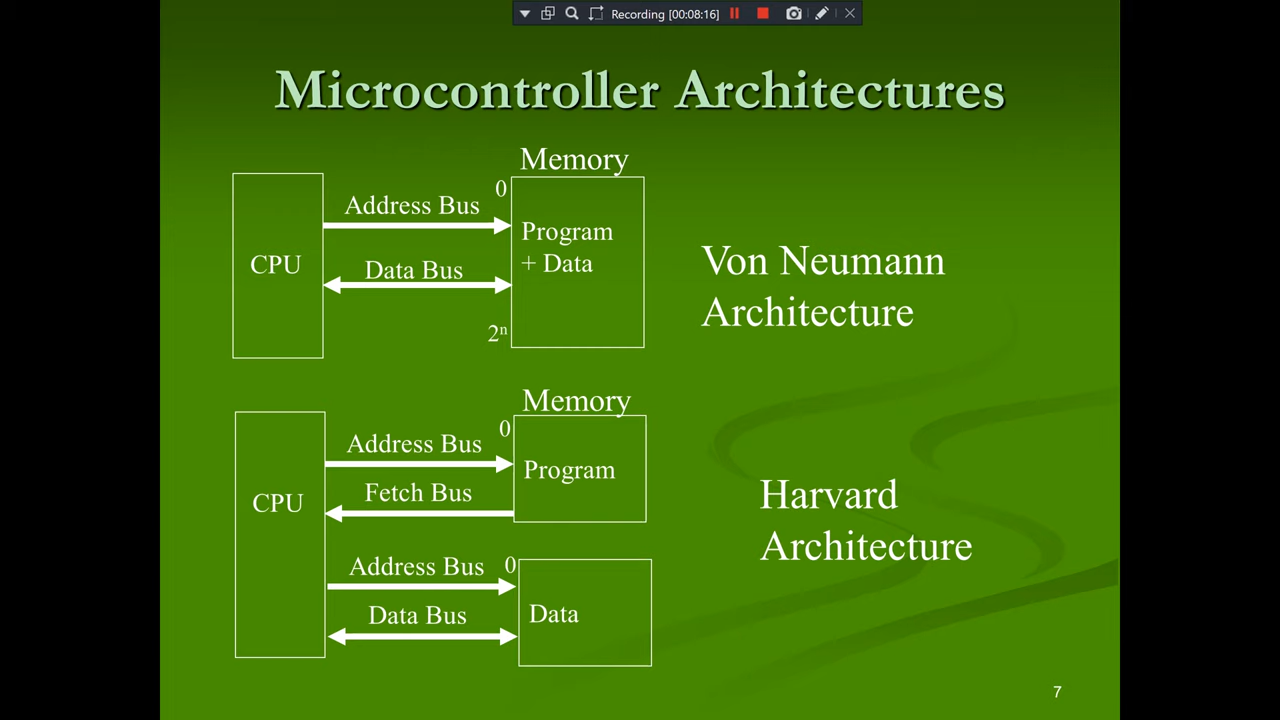 Recording [00:08:16]
Microcontroller Architectures
Memory
0
Address Bus
Program
+ Data
CPU
Data Bus
2ⁿ
Von Neumann
Architecture
Memory
0
Address Bus
Program
Fetch Bus
CPU
Address Bus
0
Data Bus
Data
Harvard
Architecture
7